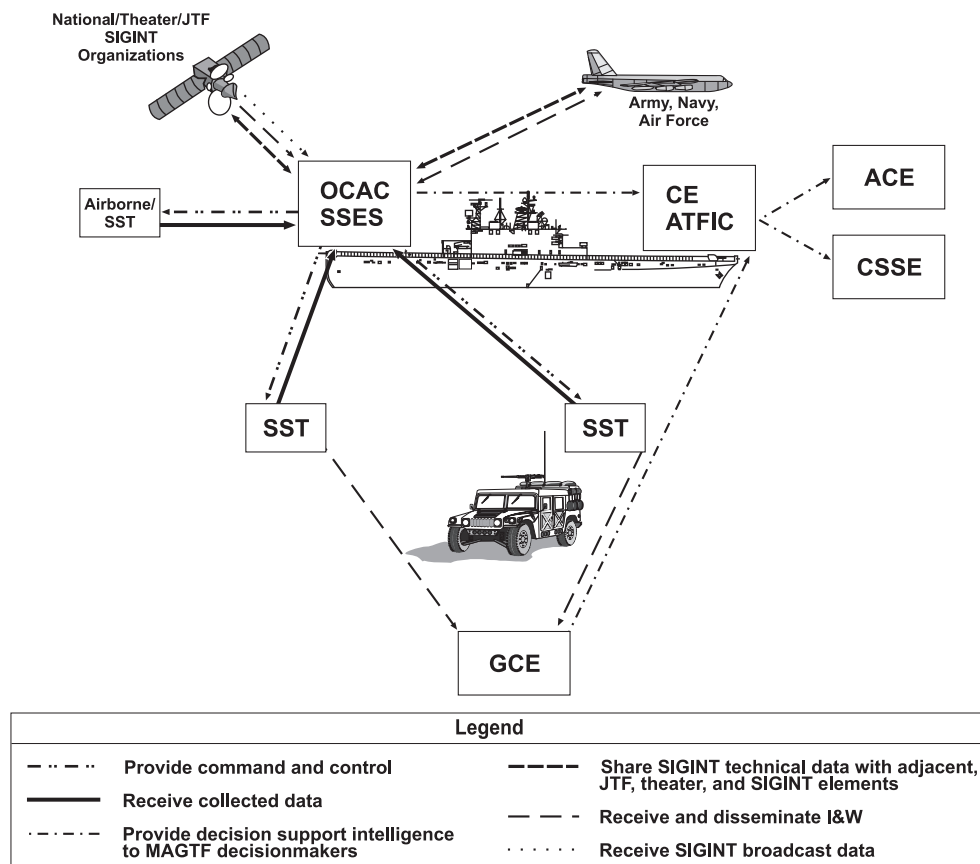 National/Theater/JTF
SIGINT
Organizations
Army, Navy,
Air Force
OCAC
SSES
CE
ATFIC
ACE
Airborne/
SST
CSSE
SST
SST
GCE
Legend
Provide command and control
Receive collected data
Provide decision support intelligence
to MAGTF decisionmakers
Share SIGINT technical data with adjacent,
JTF, theater, and SIGINT elements
Receive and disseminate I&W
Receive SIGINT broadcast data